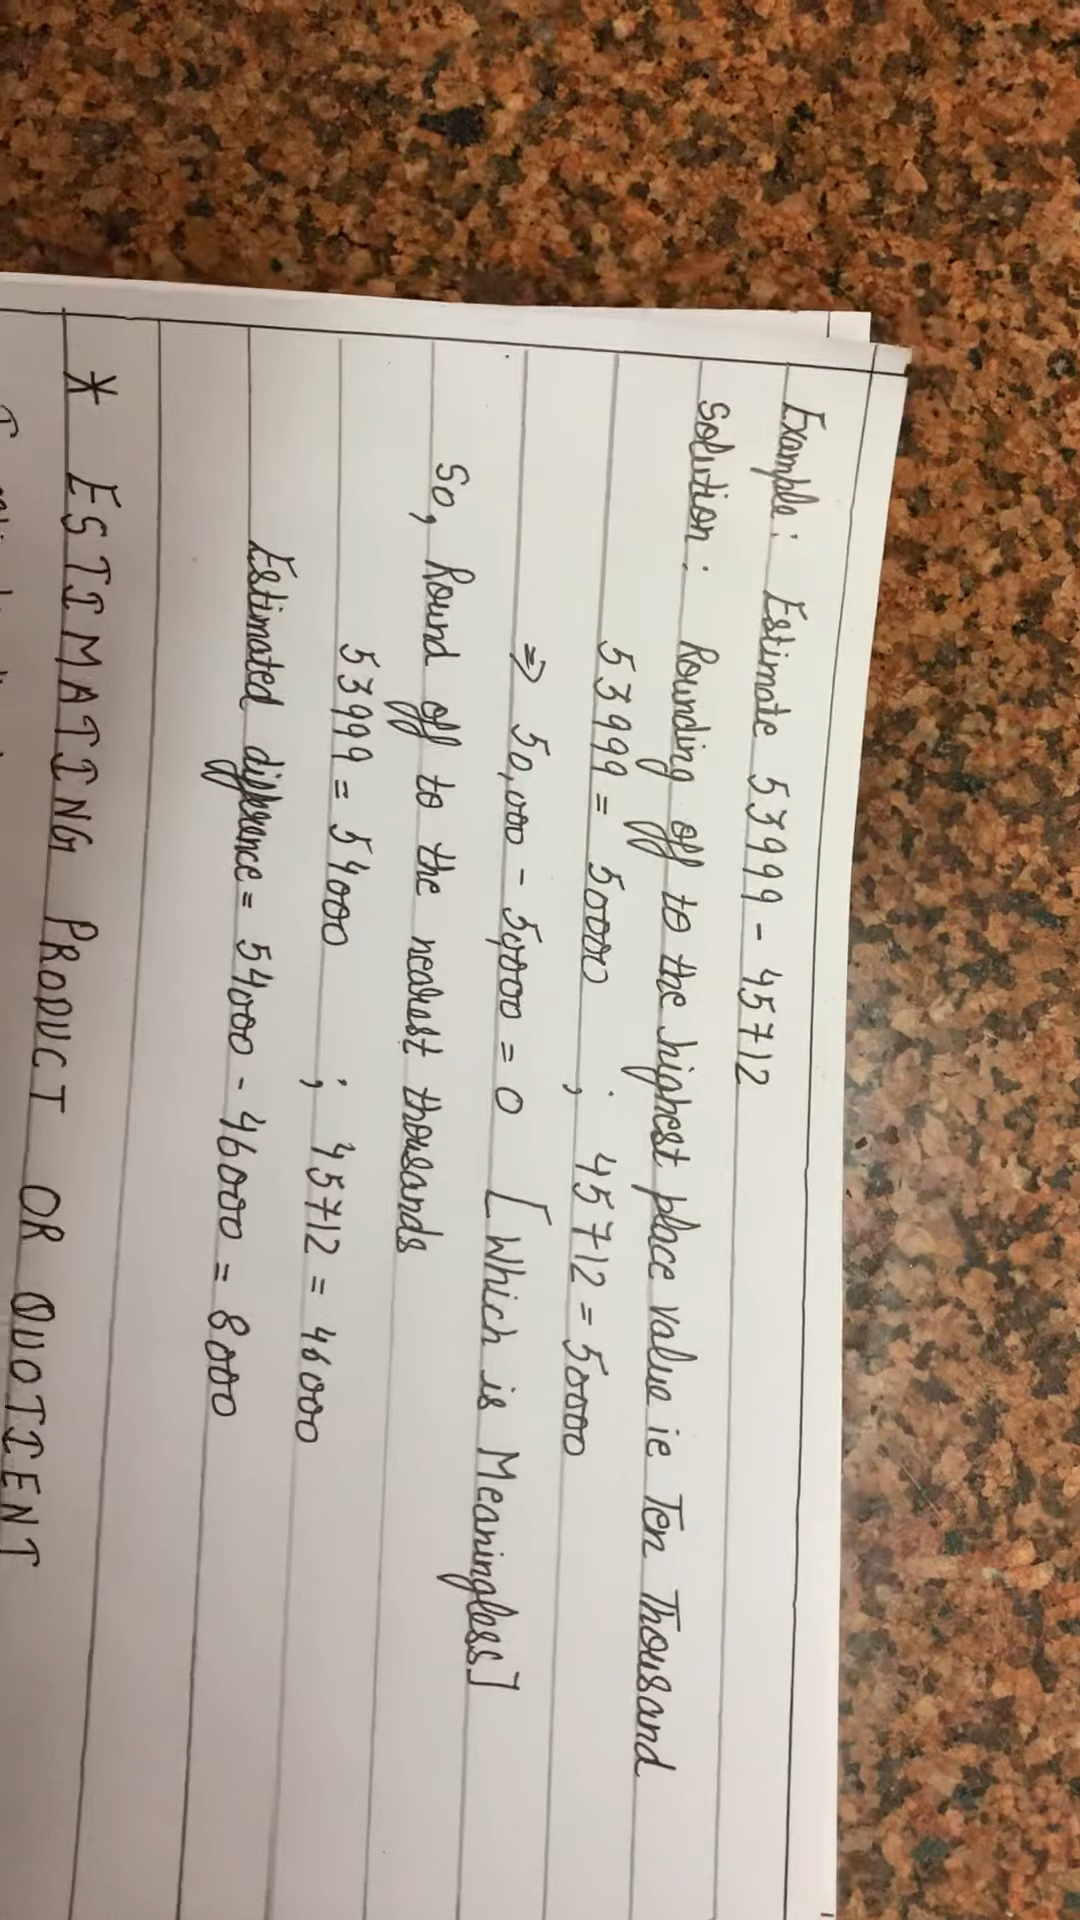 Example: Estimate 53999 - 45712
Solution: Rounding off to the highest place value ie Ten Thousand
53999 = 50000 ; 45712 = 50000
⇒ 50,000 - 50,000 = 0 [Which is Meaningless]
So, Round off to the nearest thousands
53999 = 54000 ; 45712 = 46000
Estimated difference = 54000 - 46000 = 8000
* ESTIMATING PRODUCT OR QUOTIENT